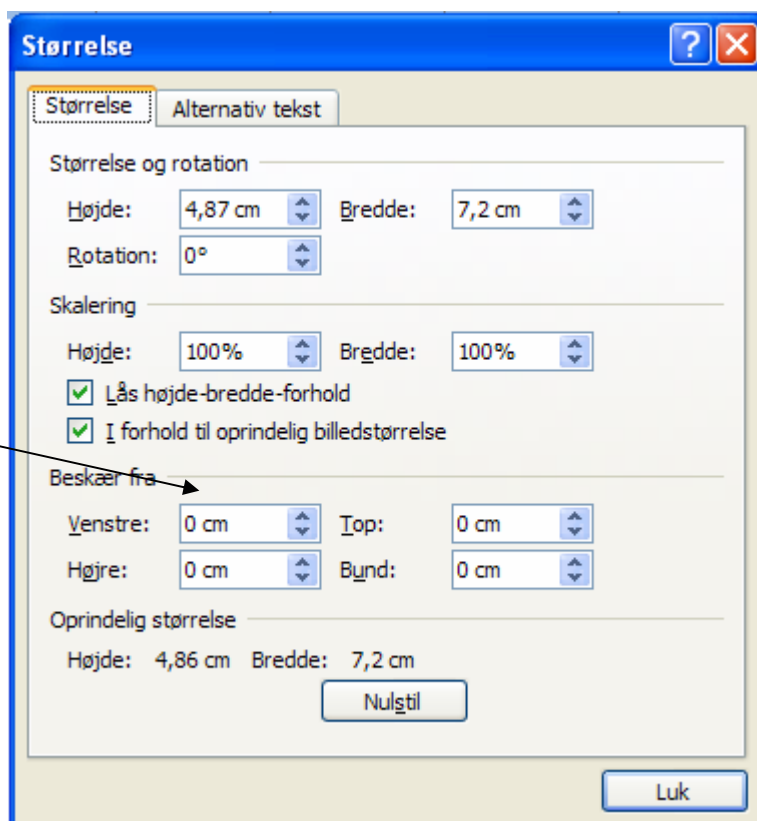 Størrelse
Størrelse Alternativ tekst
Størrelse og rotation
Højde: 4,87 cm Bredde: 7,2 cm
Rotation: 0°
Skalering
Højde: 100% Bredde: 100%
Lås højde-bredde-forhold
I forhold til oprindelig billedstørrelse
Beskær fra
Venstre: 0 cm Top: 0 cm
Højre: 0 cm Bund: 0 cm
Oprindelig størrelse
Højde: 4,86 cm Bredde: 7,2 cm
Nulstil
Luk